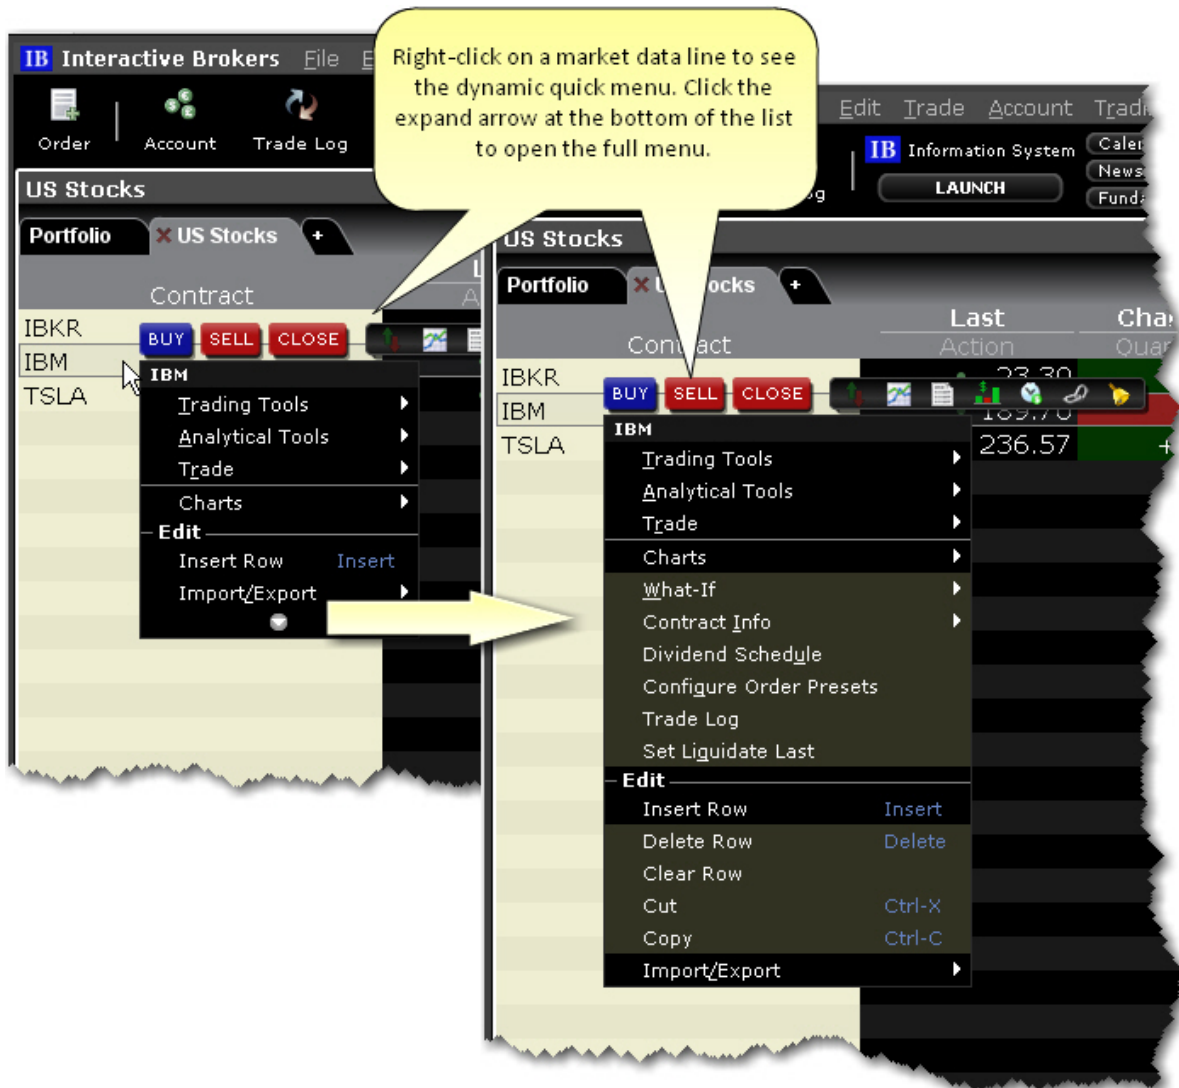 Right-click on a market data line to see
the dynamic quick menu. Click the
expand arrow at the bottom of the list
to open the full menu.
IB Interactive Brokers File
Order Account Trade Log
US Stocks
Portfolio US Stocks +
Contract
IBKR
IBM
TSLA
BUY SELL CLOSE
IBM
Trading Tools
Analytical Tools
Trade
Charts
Edit
Insert Row Insert
Import/Export
Edit Trade Account
IB Information System
LAUNCH
US Stocks
Portfolio
+
Last
Contract Action
IBKR 23.30
IBM 189.70
TSLA 236.57
BUY SELL CLOSE
IBM
Trading Tools
Analytical Tools
Trade
Charts
What-If
Contract Info
Dividend Schedule
Configure Order Presets
Trade Log
Set Liquidate Last
Edit
Insert Row Insert
Delete Row Delete
Clear Row
Cut Ctrl-X
Copy Ctrl-C
Import/Export